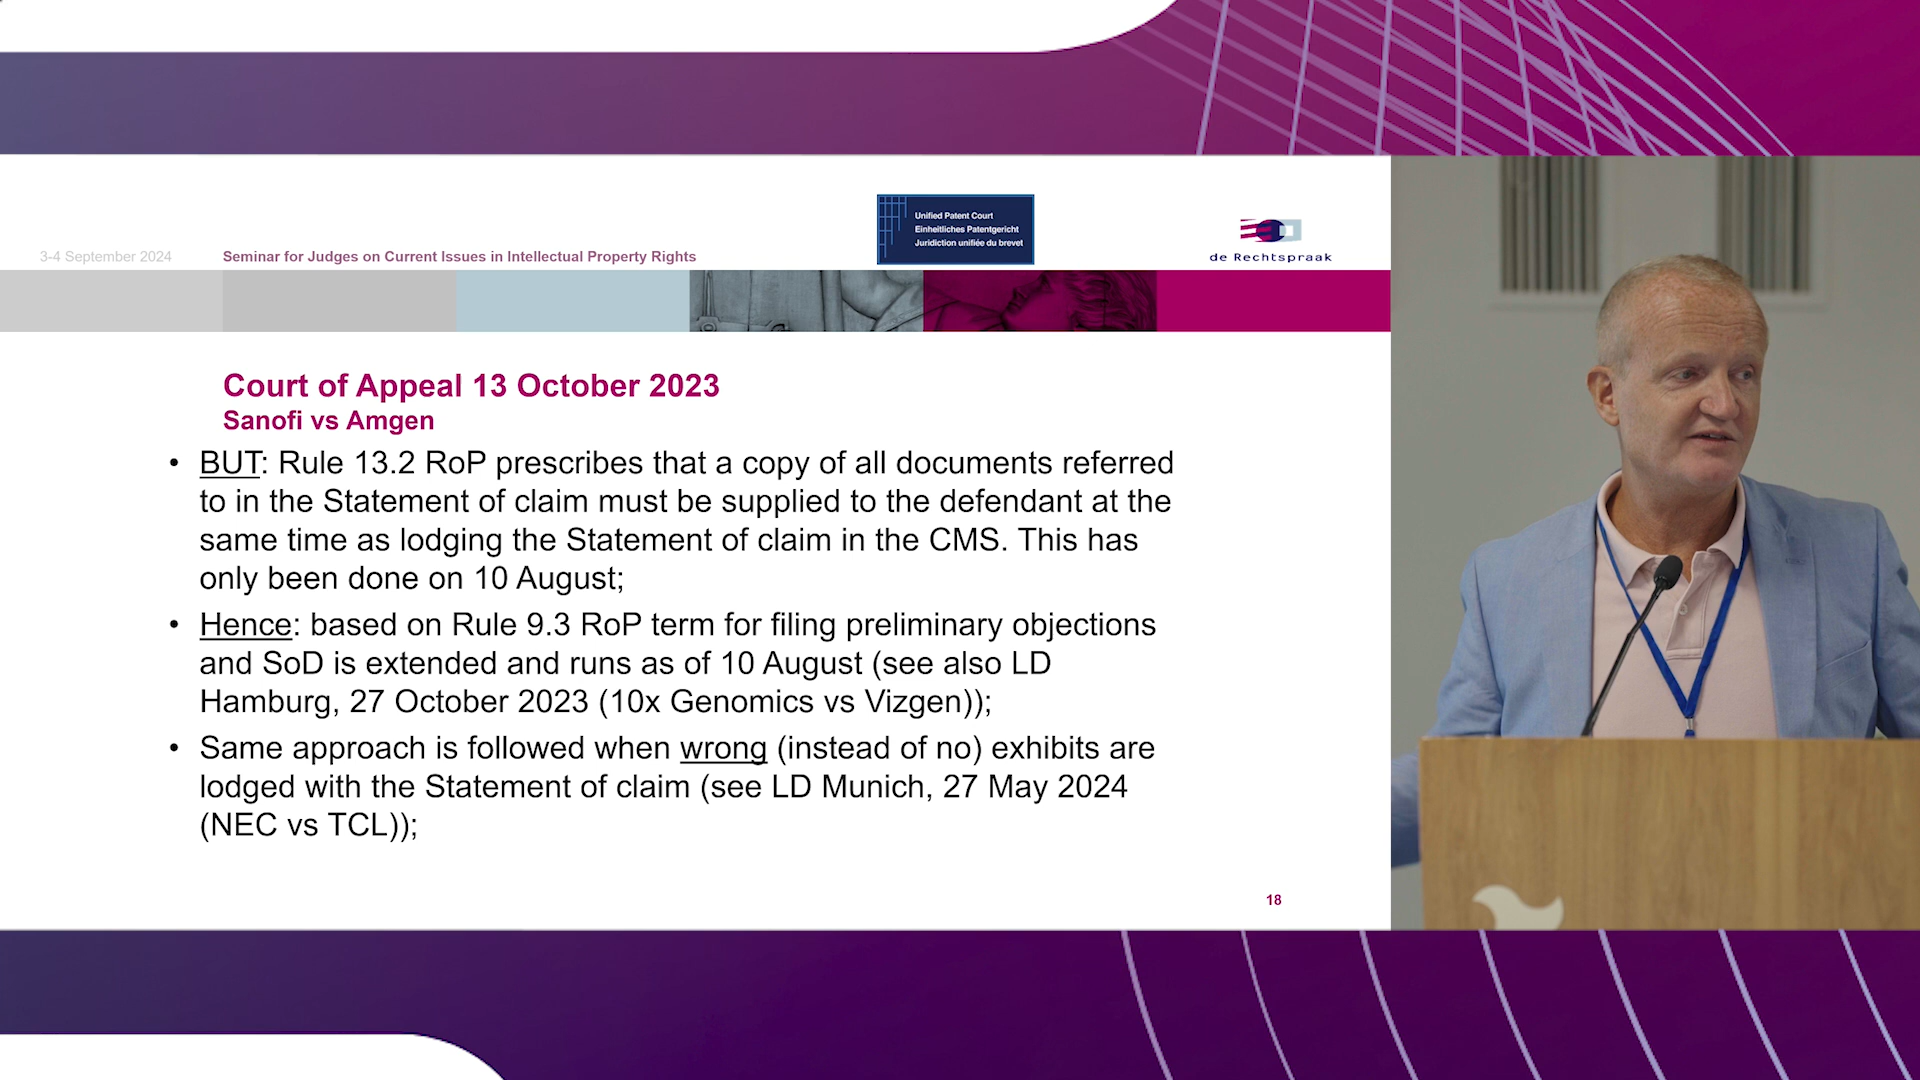 Unified Patent Court
Einheitliches Patentgericht
Juridiction unifiée du brevet
de Rechtspraak
3-4 September 2024
Seminar for Judges on Current Issues in Intellectual Property Rights
Court of Appeal 13 October 2023
Sanofi vs Amgen
• BUT: Rule 13.2 RoP prescribes that a copy of all documents referred
to in the Statement of claim must be supplied to the defendant at the
same time as lodging the Statement of claim in the CMS. This has
only been done on 10 August;
• Hence: based on Rule 9.3 RoP term for filing preliminary objections
and SoD is extended and runs as of 10 August (see also LD
Hamburg, 27 October 2023 (10x Genomics vs Vizgen));
• Same approach is followed when wrong (instead of no) exhibits are
lodged with the Statement of claim (see LD Munich, 27 May 2024
(NEC vs TCL));
18